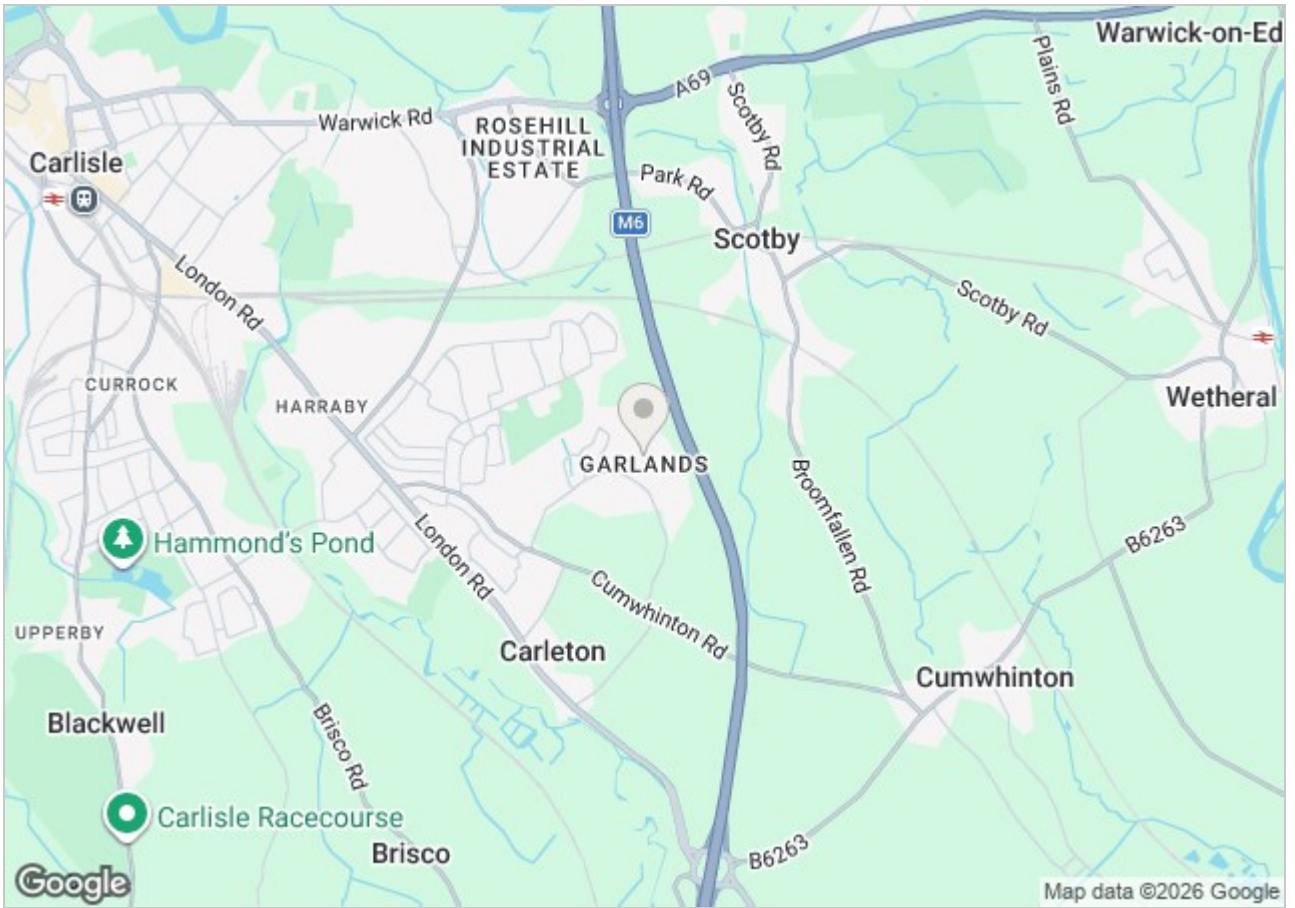 Warwick-on-Ed
A69
Plains Rd
Scotby Rd
Warwick Rd
ROSEHILL
INDUSTRIAL
ESTATE
Carlisle
Park Rd
M6
Scotby
London Rd
Scotby Rd
CURROCK
HARRABY
Wetheral
GARLANDS
Broomfallen Rd
London Rd
B6263
Hammond's Pond
Cumwhinton Rd
UPPERBY
Carleton
Cumwhinton
Blackwell
Brisco Rd
Carlisle Racecourse
Brisco
B6263
Google
Map data ©2026 Google